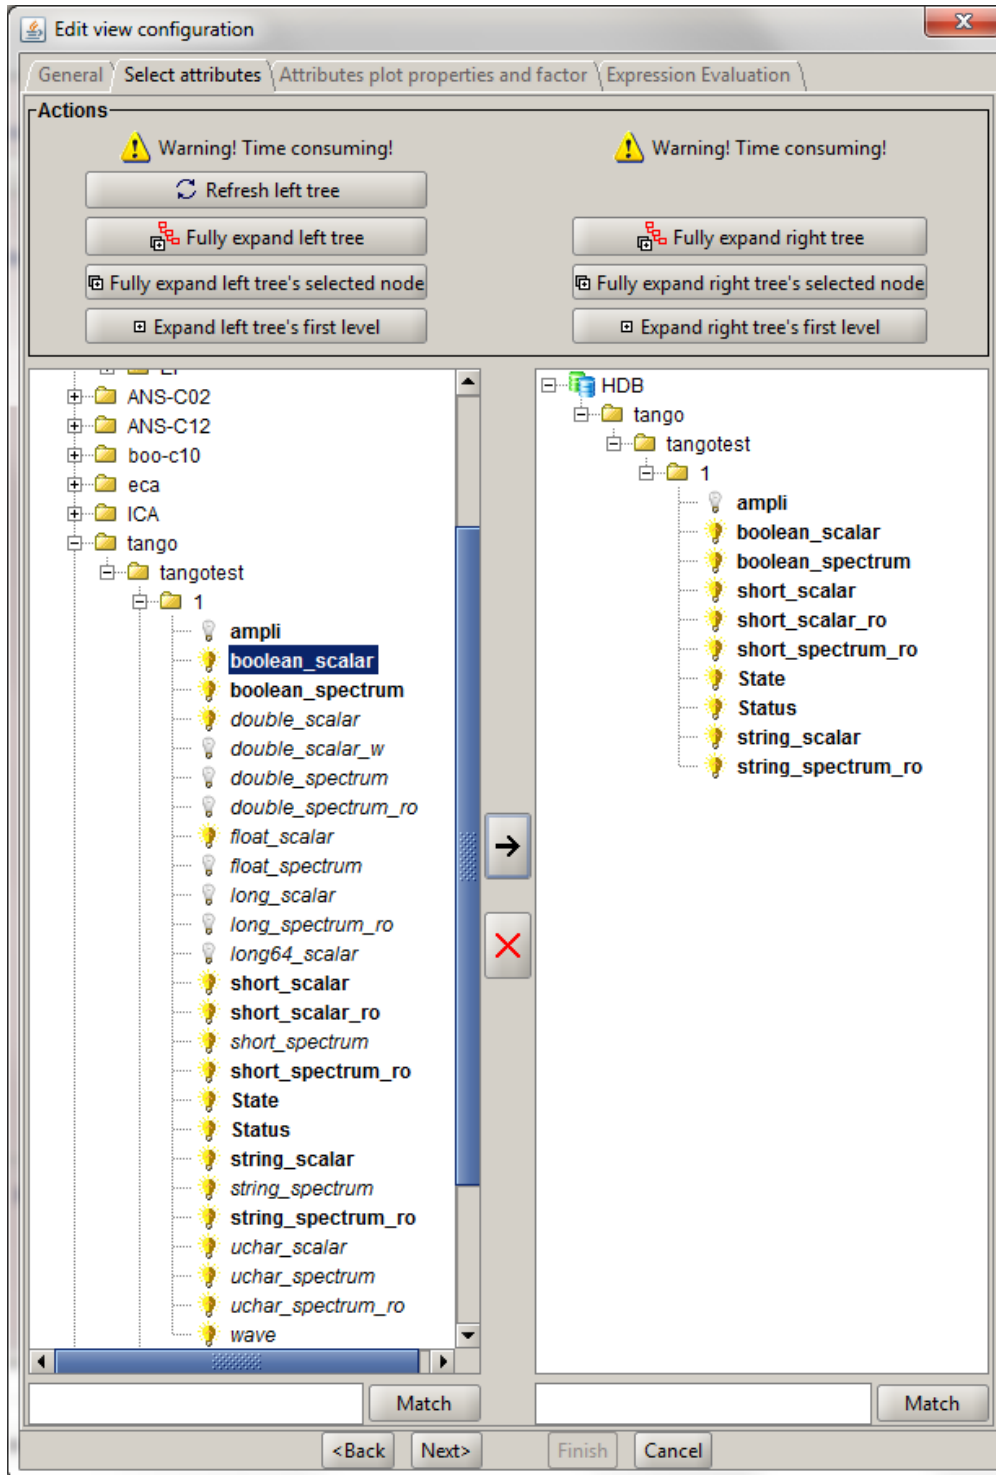 Edit view configuration
General
Select attributes
Attributes plot properties and factor
Expression Evaluation
Actions
Warning! Time consuming!
Warning! Time consuming!
Refresh left tree
Fully expand left tree
Fully expand right tree
Fully expand left tree's selected node
Fully expand right tree's selected node
Expand left tree's first level
Expand right tree's first level
ANS-C02
ANS-C12
boo-c10
eca
ICA
tango
tangotest
1
ampli
boolean_scalar
boolean_spectrum
double_scalar
double_scalar_w
double_spectrum
double_spectrum_ro
float_scalar
float_spectrum
long_scalar
long_spectrum_ro
long64_scalar
short_scalar
short_scalar_ro
short_spectrum
short_spectrum_ro
State
Status
string_scalar
string_spectrum
string_spectrum_ro
uchar_scalar
uchar_spectrum
uchar_spectrum_ro
wave
Match
HDB
tango
tangotest
1
ampli
boolean_scalar
boolean_spectrum
short_scalar
short_scalar_ro
short_spectrum_ro
State
Status
string_scalar
string_spectrum_ro
Match
<Back
Next>
Finish
Cancel